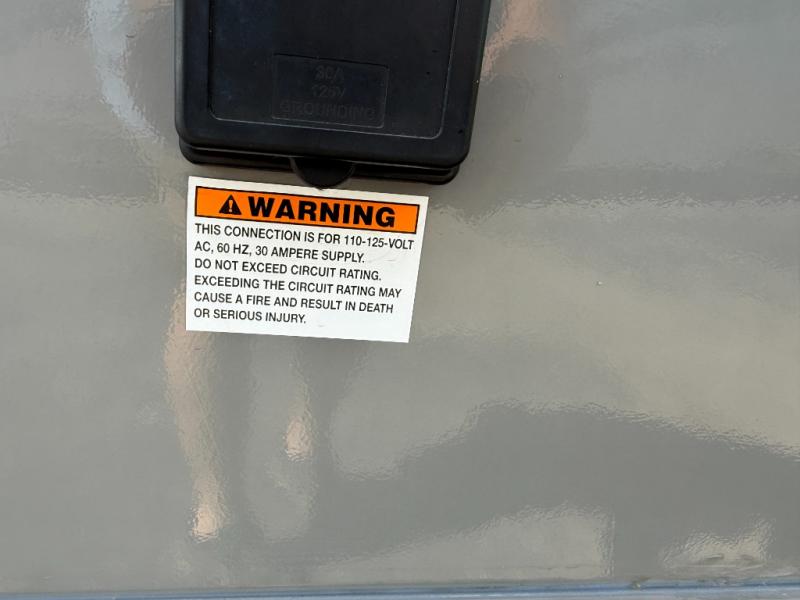 30A
125V
GROUNDING
WARNING
THIS CONNECTION IS FOR 110-125-VOLT
AC, 60 HZ, 30 AMPERE SUPPLY.
DO NOT EXCEED CIRCUIT RATING.
EXCEEDING THE CIRCUIT RATING MAY
CAUSE A FIRE AND RESULT IN DEATH
OR SERIOUS INJURY.